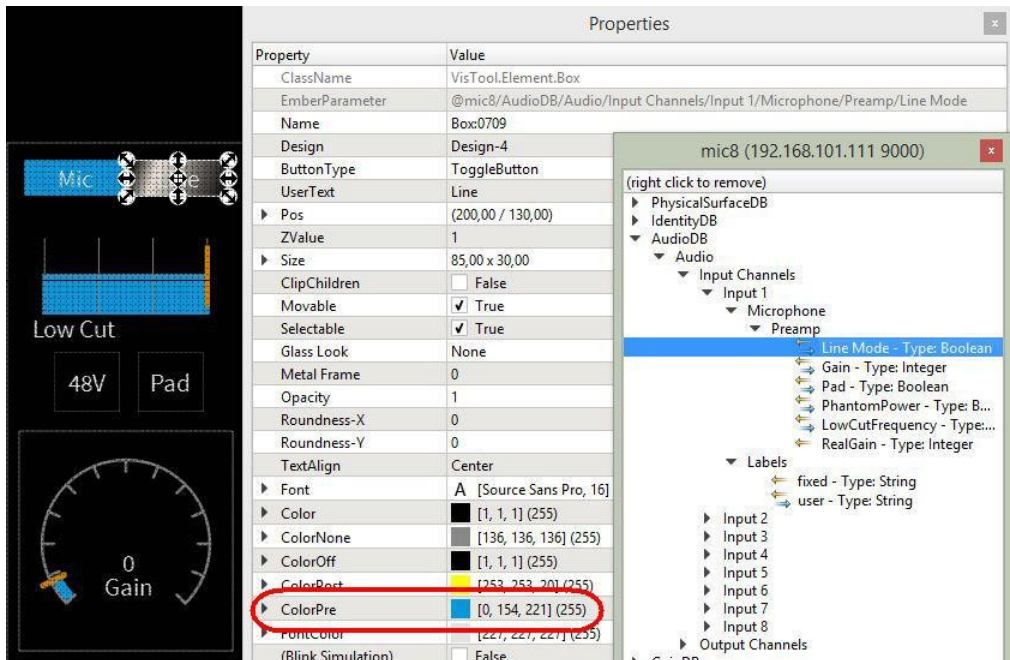 Mic
Low Cut
48V Pad
0
Gain
Properties
Property Value
ClassName VisTool.Element.Box
EmberParameter @mic8/AudioDB/Audio/Input Channels/Input 1/Microphone/Preamp/Line Mode
Name Box:0709
Design Design-4
ButtonType ToggleButton
UserText Line
Pos (200,00 / 130,00)
ZValue 1
Size 85,00 x 30,00
ClipChildren False
Movable True
Selectable True
Glass Look None
Metal Frame 0
Opacity 1
Roundness-X 0
Roundness-Y 0
TextAlign Center
Font A [Source Sans Pro, 16]
Color [1, 1, 1] (255)
ColorNone [136, 136, 136] (255)
ColorOff [1, 1, 1] (255)
ColorPost [253, 253, 20] (255)
ColorPre [0, 154, 221] (255)
FontColor [227, 227, 227] (255)
(Blink Simulation) False
mic8 (192.168.101.111 9000)
(right click to remove)
PhysicalSurfaceDB
IdentityDB
AudioDB
Audio
Input Channels
Input 1
Microphone
Preamp
Line Mode - Type: Boolean
Gain - Type: Integer
Pad - Type: Boolean
PhantomPower - Type: B...
LowCutFrequency - Type:...
RealGain - Type: Integer
Labels
fixed - Type: String
user - Type: String
Input 2
Input 3
Input 4
Input 5
Input 6
Input 7
Input 8
Output Channels